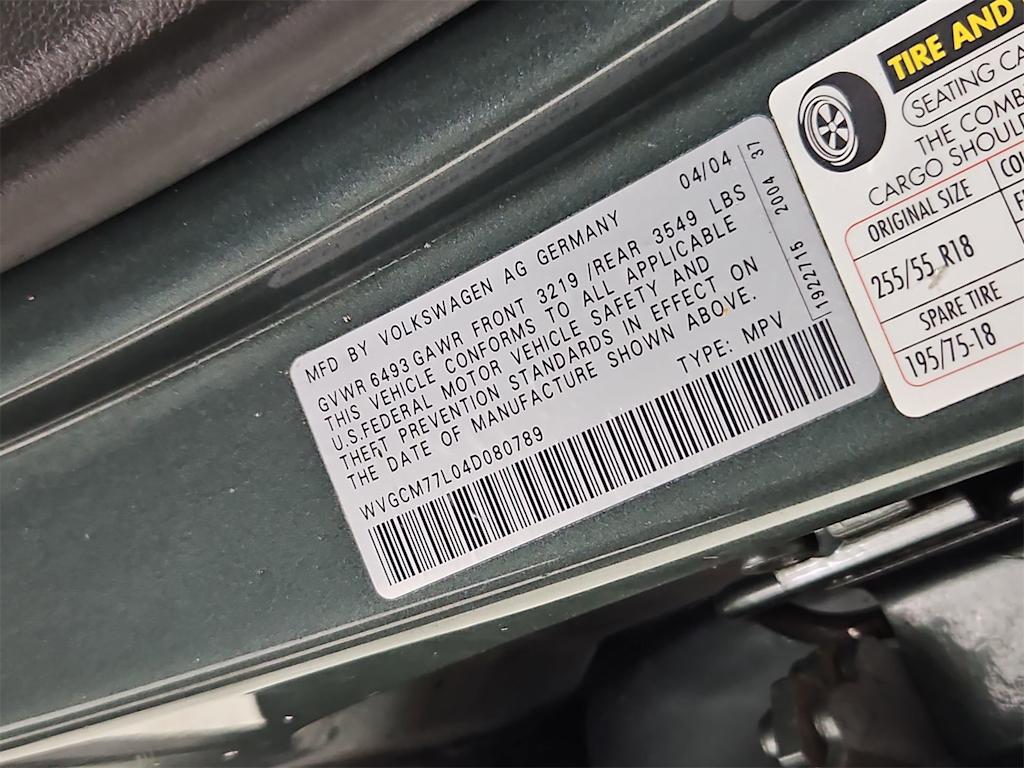 MFD BY VOLKSWAGEN AG GERMANY 04/04
GVWR 6493 GAWR FRONT 3219 /REAR 3549 LBS
THIS VEHICLE CONFORMS TO ALL APPLICABLE
U.S.FEDERAL MOTOR VEHICLE SAFETY AND
THEFT PREVENTION STANDARDS IN EFFECT ON
THE DATE OF MANUFACTURE SHOWN ABOVE.
TYPE: MPV
WVGCM77L04D080789
1922715 2004 37
TIRE AND
SEATING CA
THE COMB
CARGO SHOUL
ORIGINAL SIZE
255/55 R18
SPARE TIRE
195/75-18